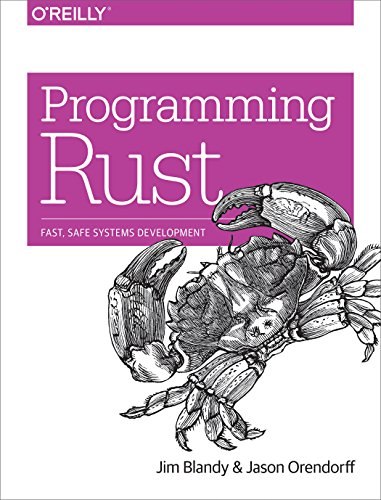 O'REILLY®
Programming
Rust
FAST, SAFE SYSTEMS DEVELOPMENT
Jim Blandy & Jason Orendorff